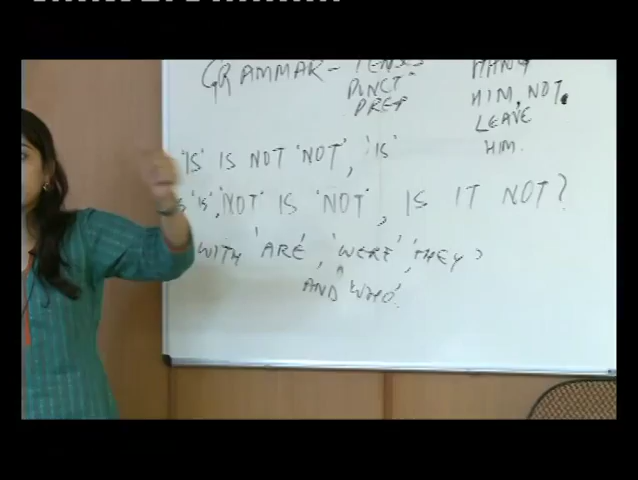 GRAMMAR - TENSES
PUNCT
PREP
HANG
HIM, NOT.
LEAVE
HIM.
'IS' IS NOT 'NOT', 'IS'
'IS', 'NOT' IS 'NOT', IS IT NOT?
WITH 'ARE', 'WERE', 'THEY?
^
AND WHO'.